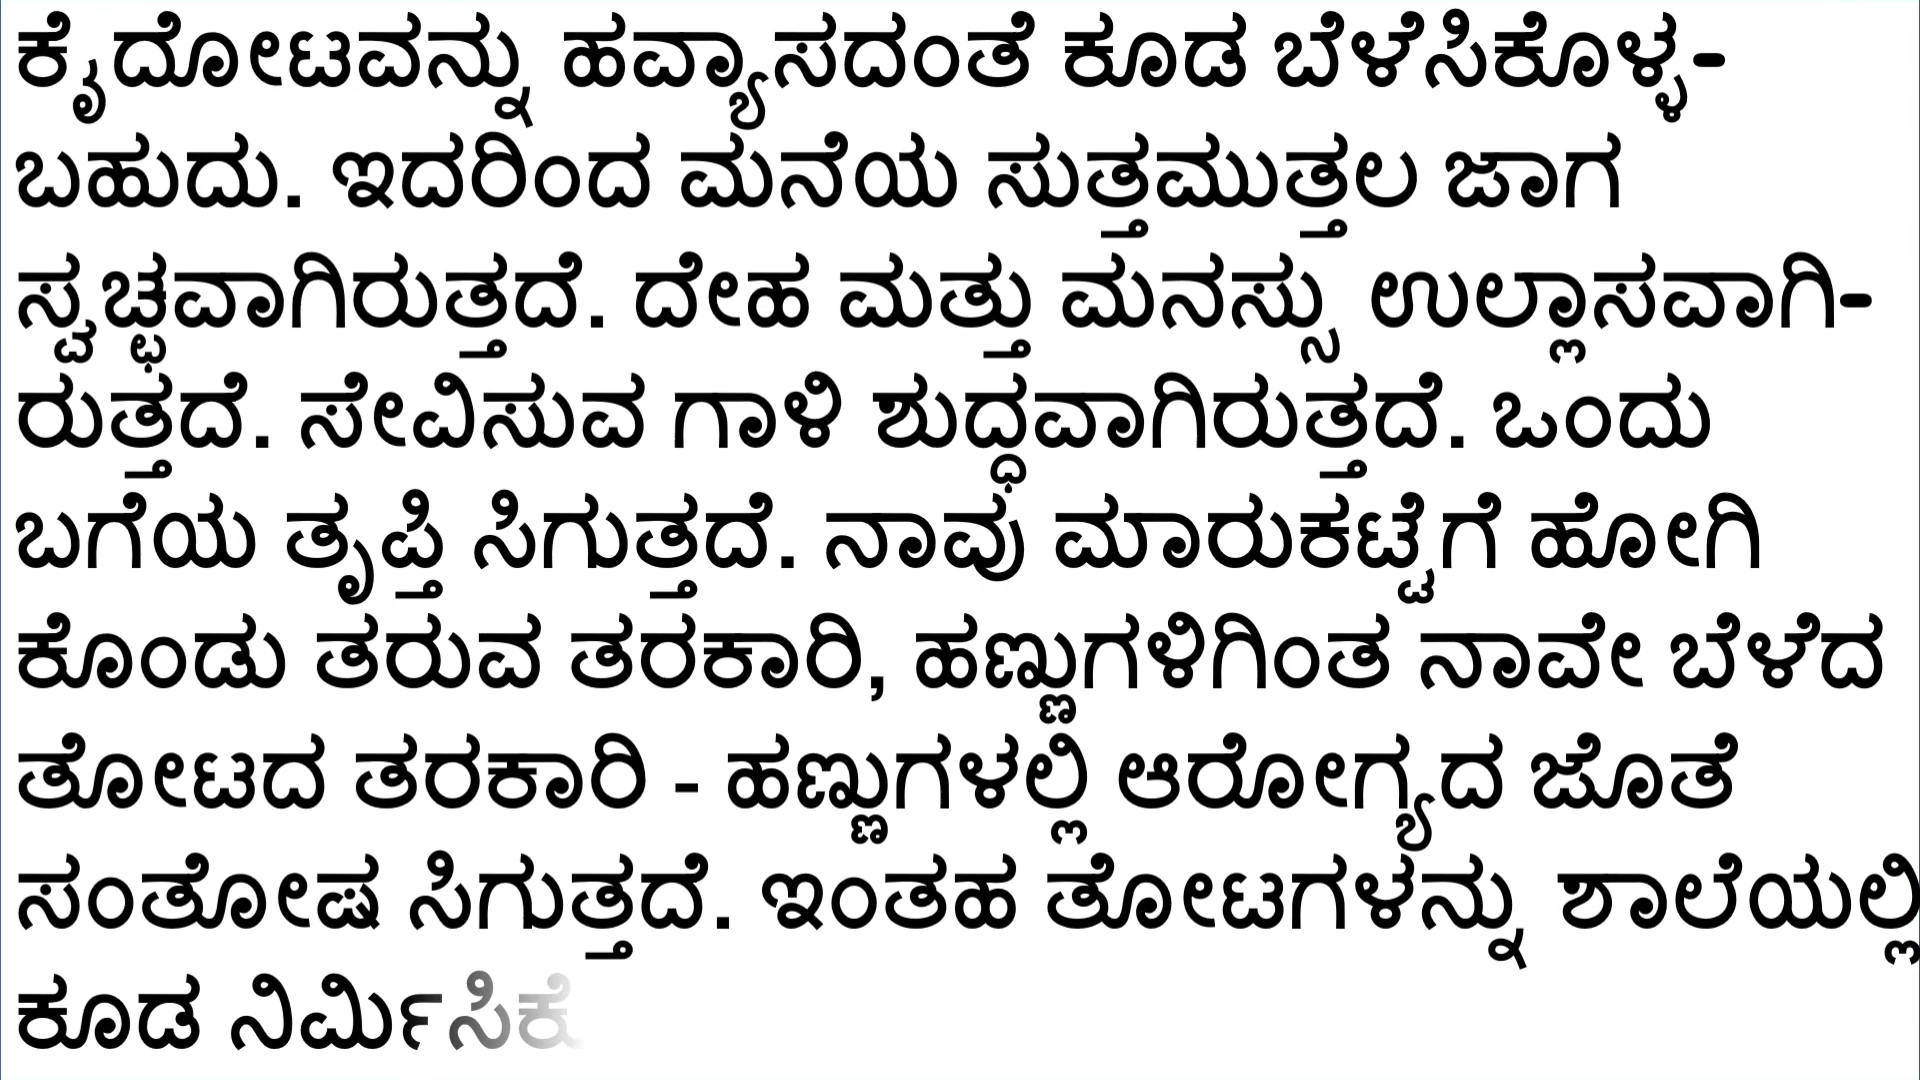 ಕೈದೋಟವನ್ನು ಹವ್ಯಾಸದಂತೆ ಕೂಡ ಬೆಳೆಸಿಕೊಳ್ಳ-
ಬಹುದು. ಇದರಿಂದ ಮನೆಯ ಸುತ್ತಮುತ್ತಲ ಜಾಗ
ಸ್ವಚ್ಛವಾಗಿರುತ್ತದೆ. ದೇಹ ಮತ್ತು ಮನಸ್ಸು ಉಲ್ಲಾಸವಾಗಿ-
ರುತ್ತದೆ. ಸೇವಿಸುವ ಗಾಳಿ ಶುದ್ಧವಾಗಿರುತ್ತದೆ. ಒಂದು
ಬಗೆಯ ತೃಪ್ತಿ ಸಿಗುತ್ತದೆ. ನಾವು ಮಾರುಕಟ್ಟೆಗೆ ಹೋಗಿ
ಕೊಂಡು ತರುವ ತರಕಾರಿ, ಹಣ್ಣುಗಳಿಗಿಂತ ನಾವೇ ಬೆಳೆದ
ತೋಟದ ತರಕಾರಿ - ಹಣ್ಣುಗಳಲ್ಲಿ ಆರೋಗ್ಯದ ಜೊತೆ
ಸಂತೋಷ ಸಿಗುತ್ತದೆ. ಇಂತಹ ತೋಟಗಳನ್ನು ಶಾಲೆಯಲ್ಲಿ
ಕೂಡ